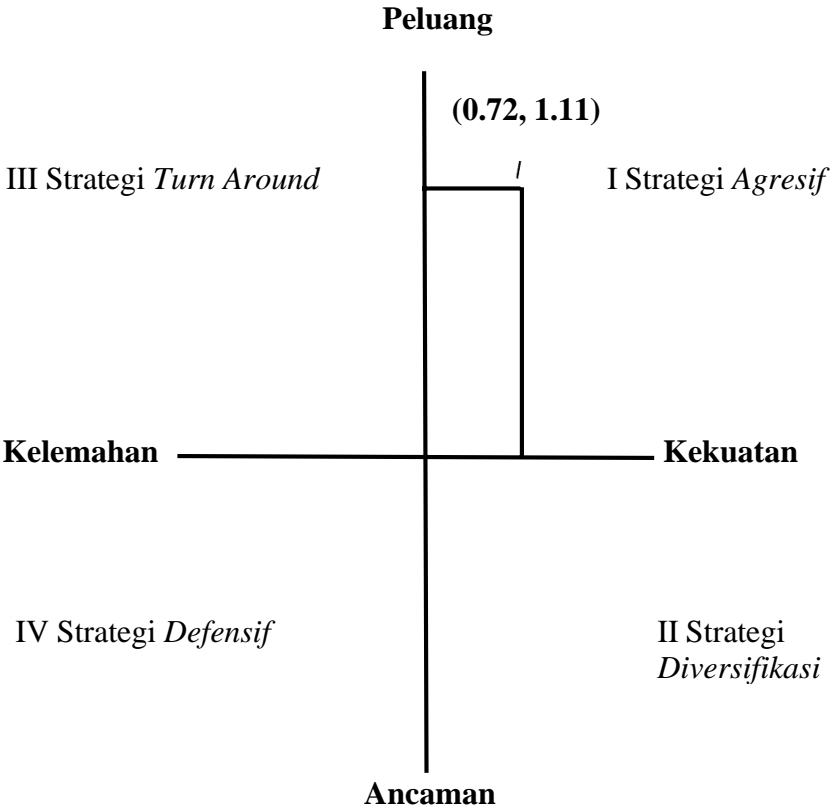 Peluang
(0.72, 1.11)
III Strategi Turn Around
I Strategi Agresif
Kelemahan
Kekuatan
IV Strategi Defensif
II Strategi
Diversifikasi
Ancaman